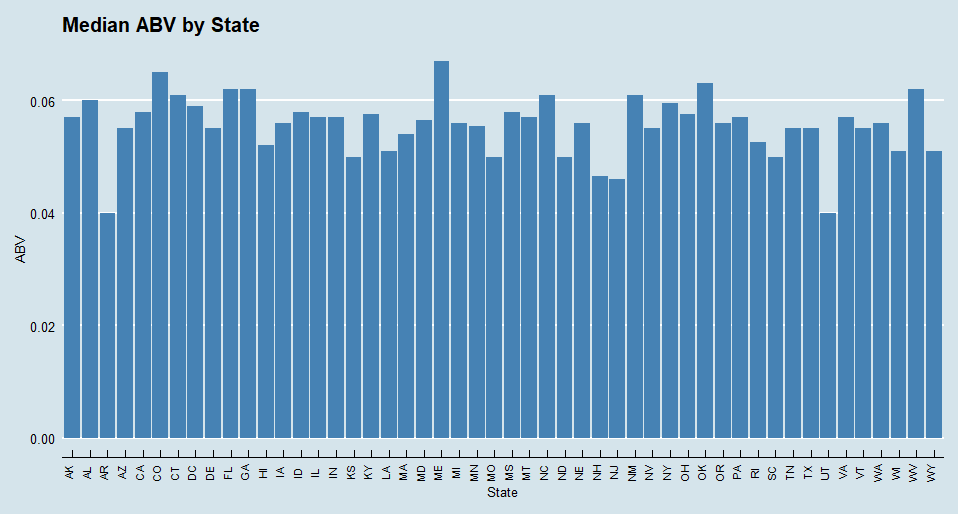 Median ABV by State
ABV
0.06
0.04
0.02
0.00
AK AL AR AZ CA CO CT DC DE FL GA HI IA ID IL IN KS KY LA MA MD ME MI MN MO MS MT NC ND NE NH NJ NM NV NY OH OK OR PA RI SC TN TX UT VA VT WA WI WV WY
State